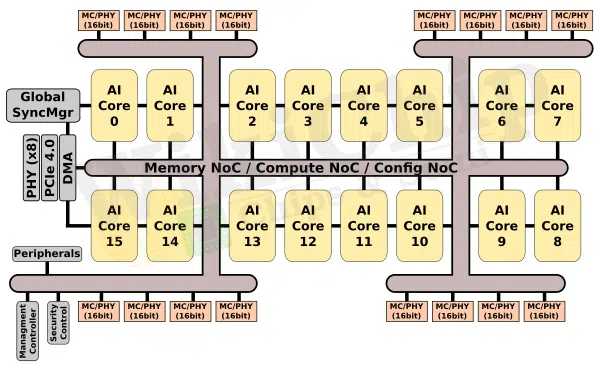 MC/PHY MC/PHY MC/PHY MC/PHY
(16bit) (16bit) (16bit) (16bit)
MC/PHY MC/PHY MC/PHY MC/PHY
(16bit) (16bit) (16bit) (16bit)
Global
SyncMgr
AI
Core
0
AI
Core
1
AI
Core
2
AI
Core
3
AI
Core
4
AI
Core
5
AI
Core
6
AI
Core
7
PHY (x8)
PCIe 4.0
DMA
Memory NoC / Compute NoC / Config NoC
AI
Core
15
AI
Core
14
AI
Core
13
AI
Core
12
AI
Core
11
AI
Core
10
AI
Core
9
AI
Core
8
Peripherals
Managment
Controller
Security
Control
MC/PHY MC/PHY MC/PHY MC/PHY
(16bit) (16bit) (16bit) (16bit)
MC/PHY MC/PHY MC/PHY MC/PHY
(16bit) (16bit) (16bit) (16bit)
WikiChip